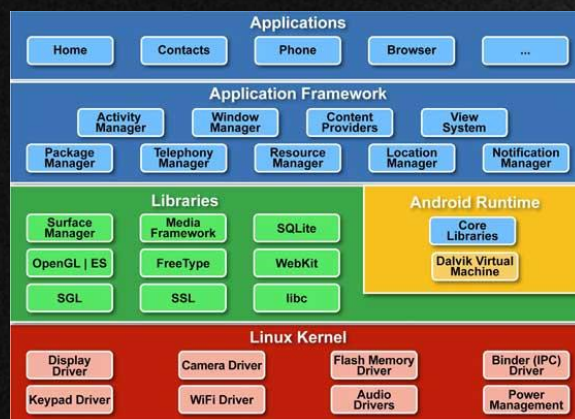 Applications
Home
Contacts
Phone
Browser
...
Application Framework
Activity
Manager
Window
Manager
Content
Providers
View
System
Package
Manager
Telephony
Manager
Resource
Manager
Location
Manager
Notification
Manager
Libraries
Surface
Manager
Media
Framework
SQLite
OpenGL | ES
FreeType
WebKit
SGL
SSL
libc
Android Runtime
Core
Libraries
Dalvik Virtual
Machine
Linux Kernel
Display
Driver
Camera Driver
Flash Memory
Driver
Binder (IPC)
Driver
Keypad Driver
WiFi Driver
Audio
Drivers
Power
Management